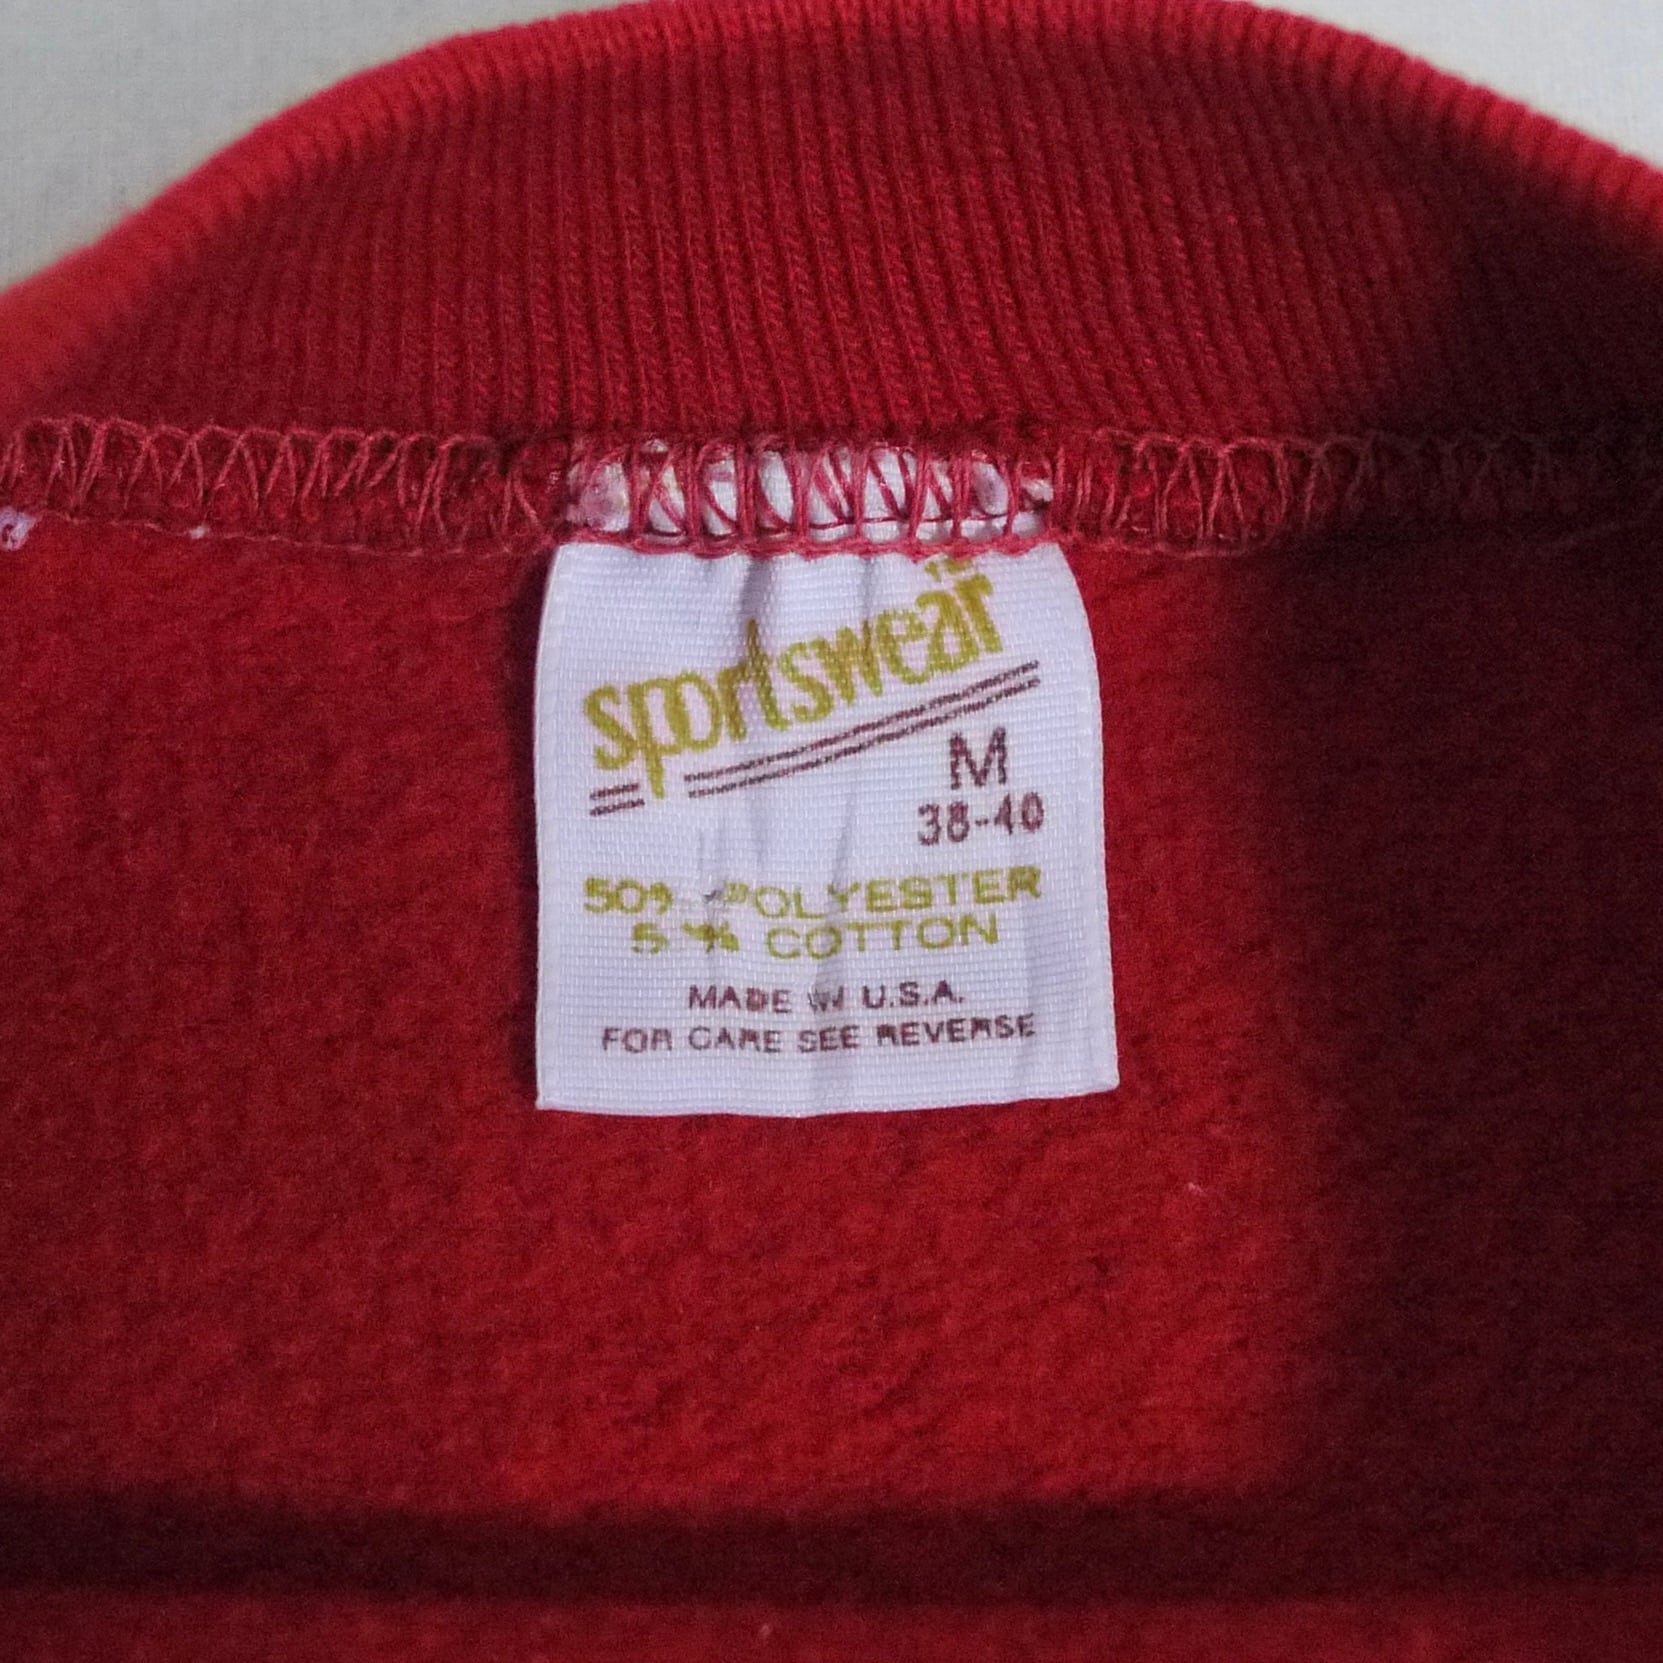 sportswear
M
38-40
50% POLYESTER
5 % COTTON
MADE IN U.S.A.
FOR CARE SEE REVERSE